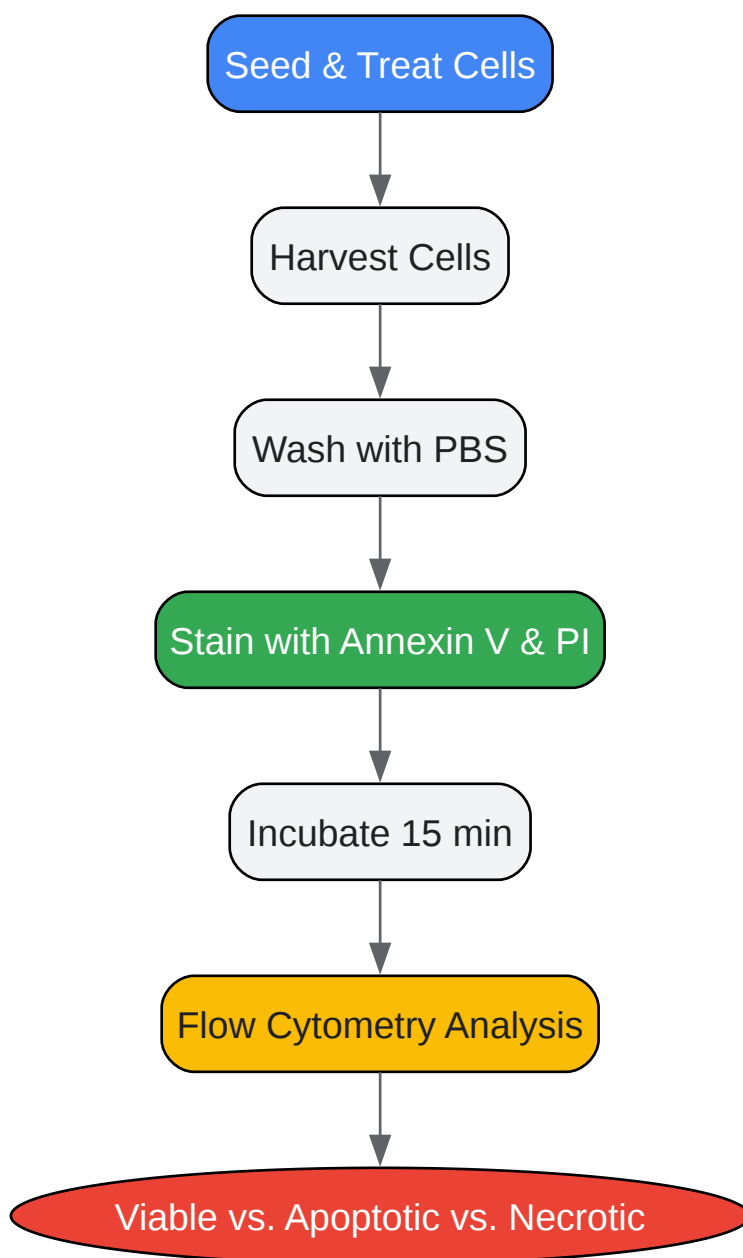 Seed & Treat Cells
Harvest Cells
Wash with PBS
Stain with Annexin V & PI
Incubate 15 min
Flow Cytometry Analysis
Viable vs. Apoptotic vs. Necrotic